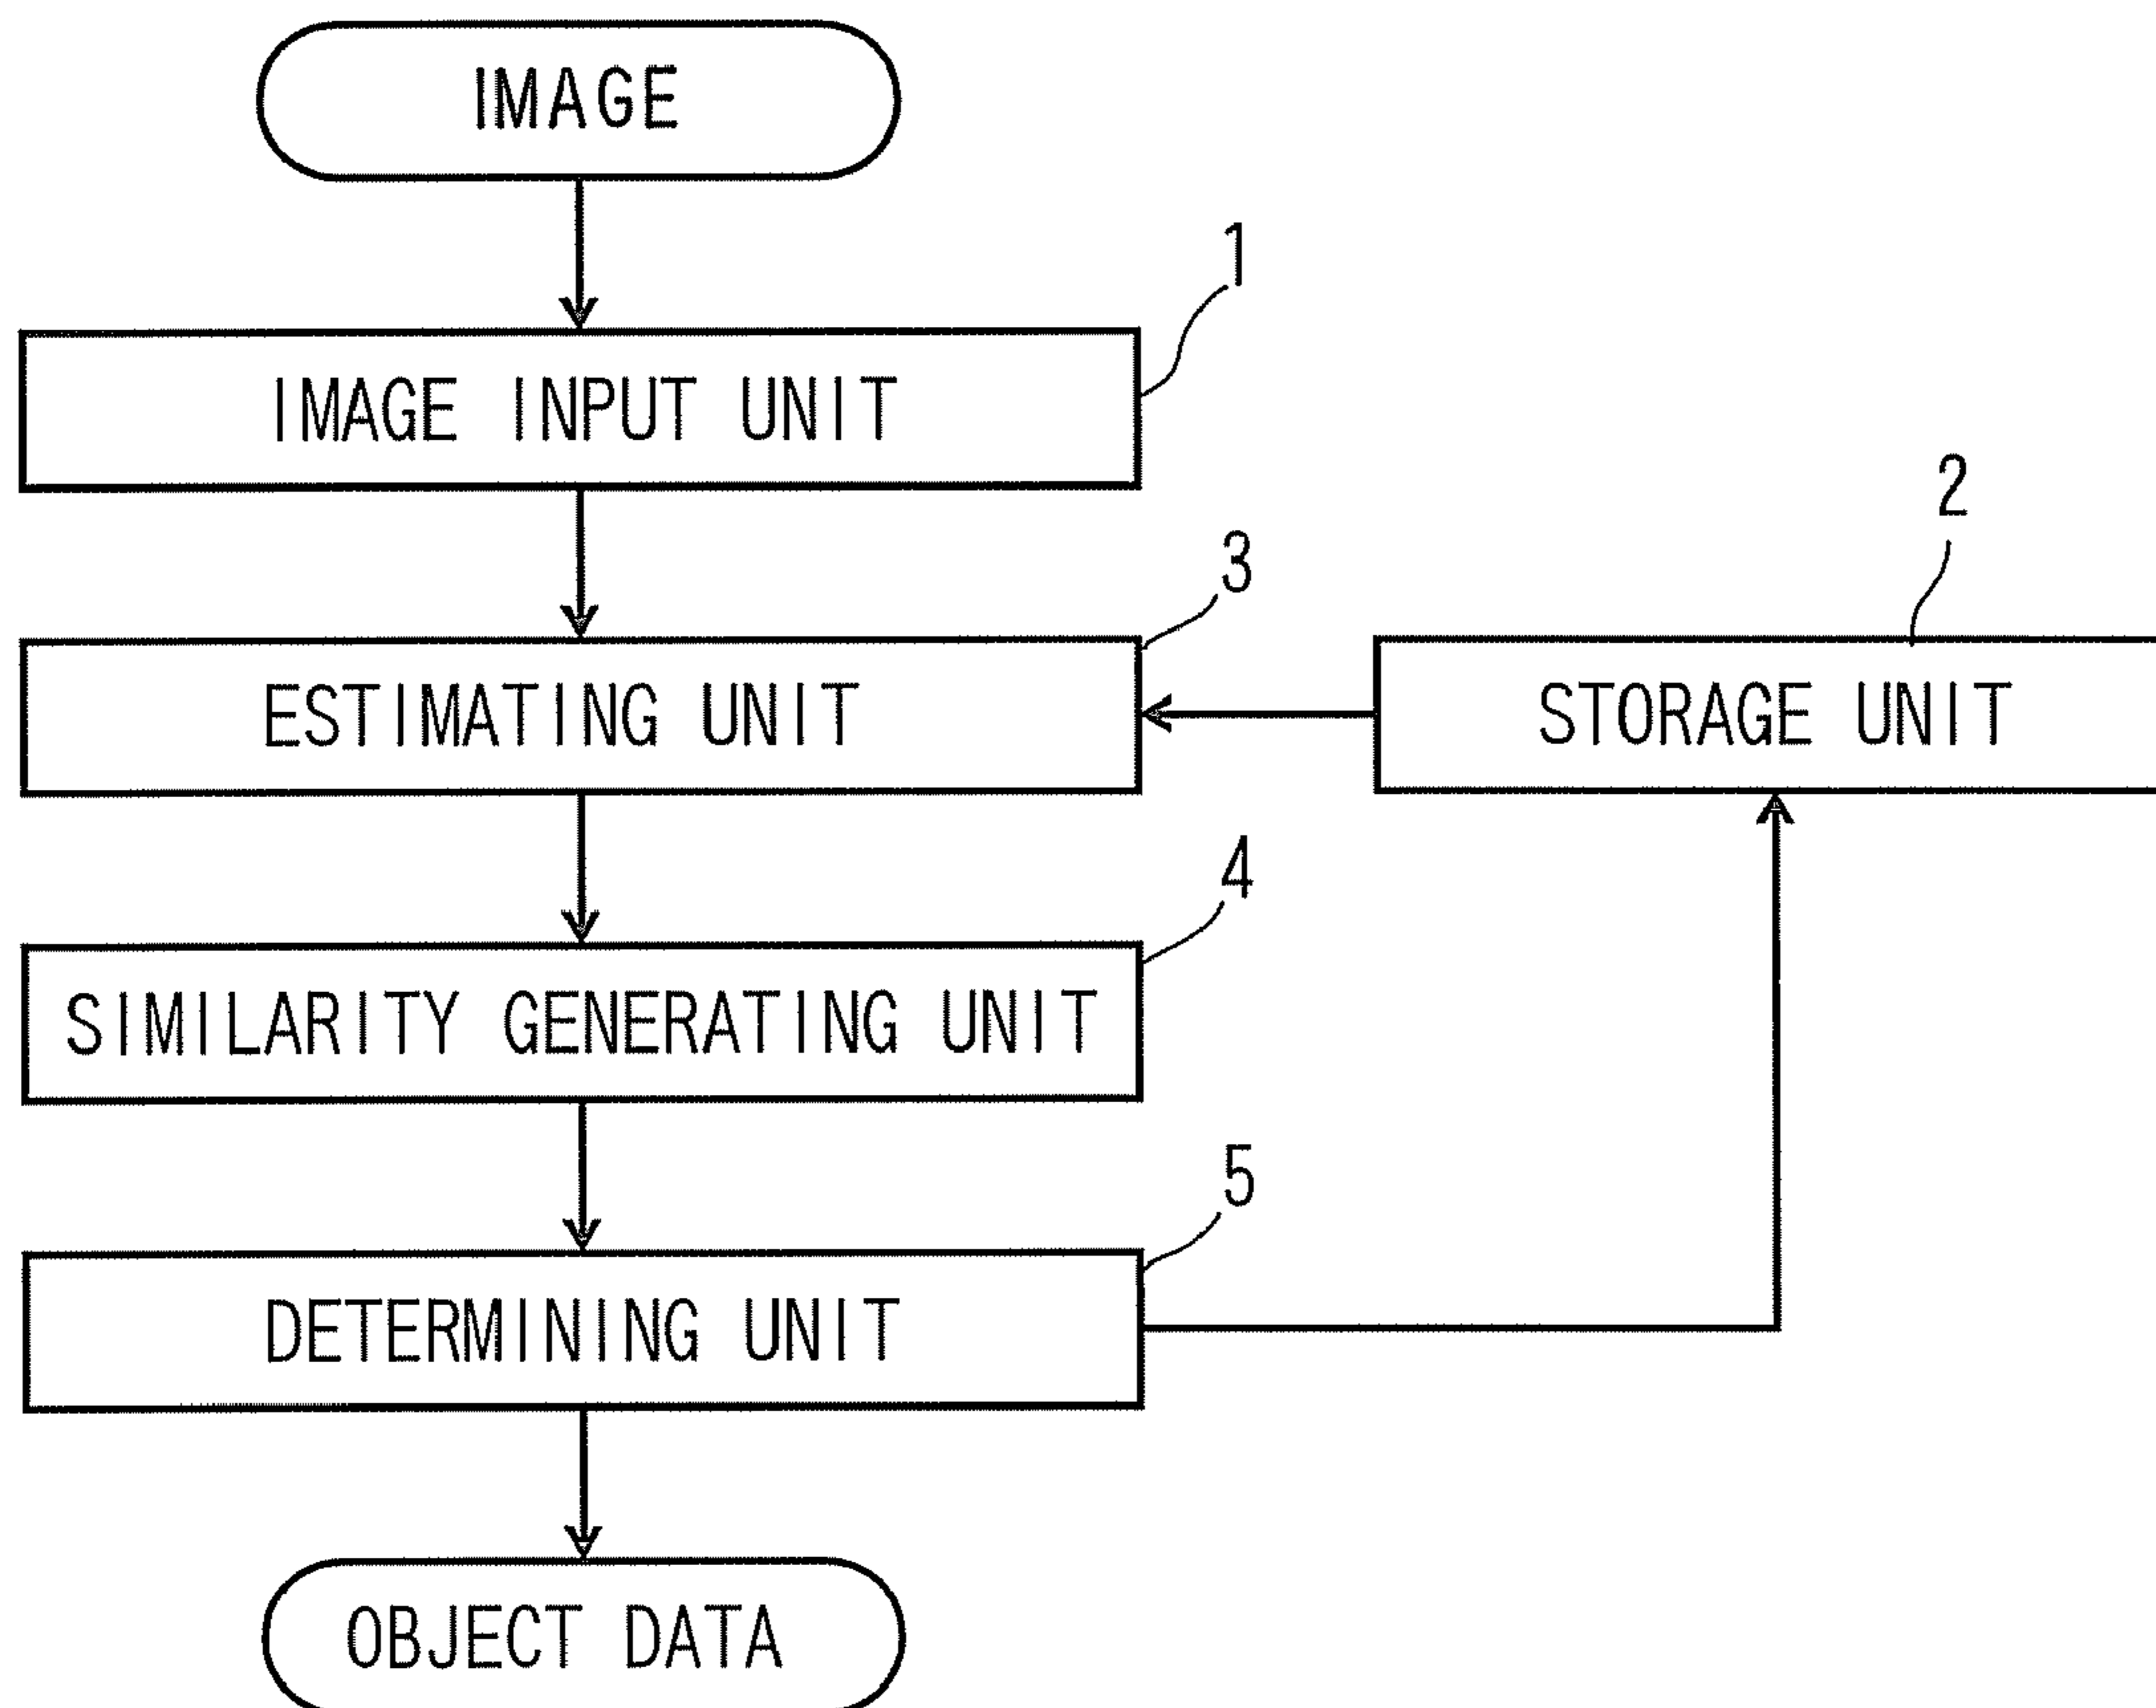 IMAGE
1
IMAGE INPUT UNIT
2
3
ESTIMATING UNIT
STORAGE UNIT
4
SIMILARITY GENERATING UNIT
5
DETERMINING UNIT
OBJECT DATA